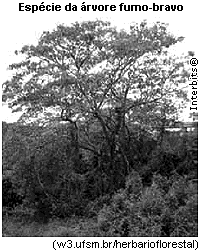 Espécie da árvore fumo-bravo
Interbits®
(w3.ufsm.br/herbarioflorestal)